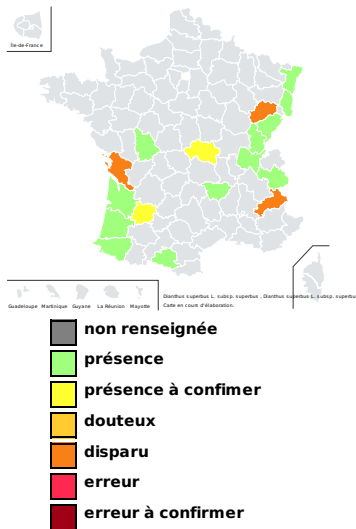 Île-de-France
Guadeloupe Martinique Guyane La Réunion Mayotte
Dianthus superbus L. subsp. superbus , Dianthus superbus L. subsp. superbu
Carte en cours d'élaboration.
non renseignée
présence
présence à confimer
douteux
disparu
erreur
erreur à confirmer